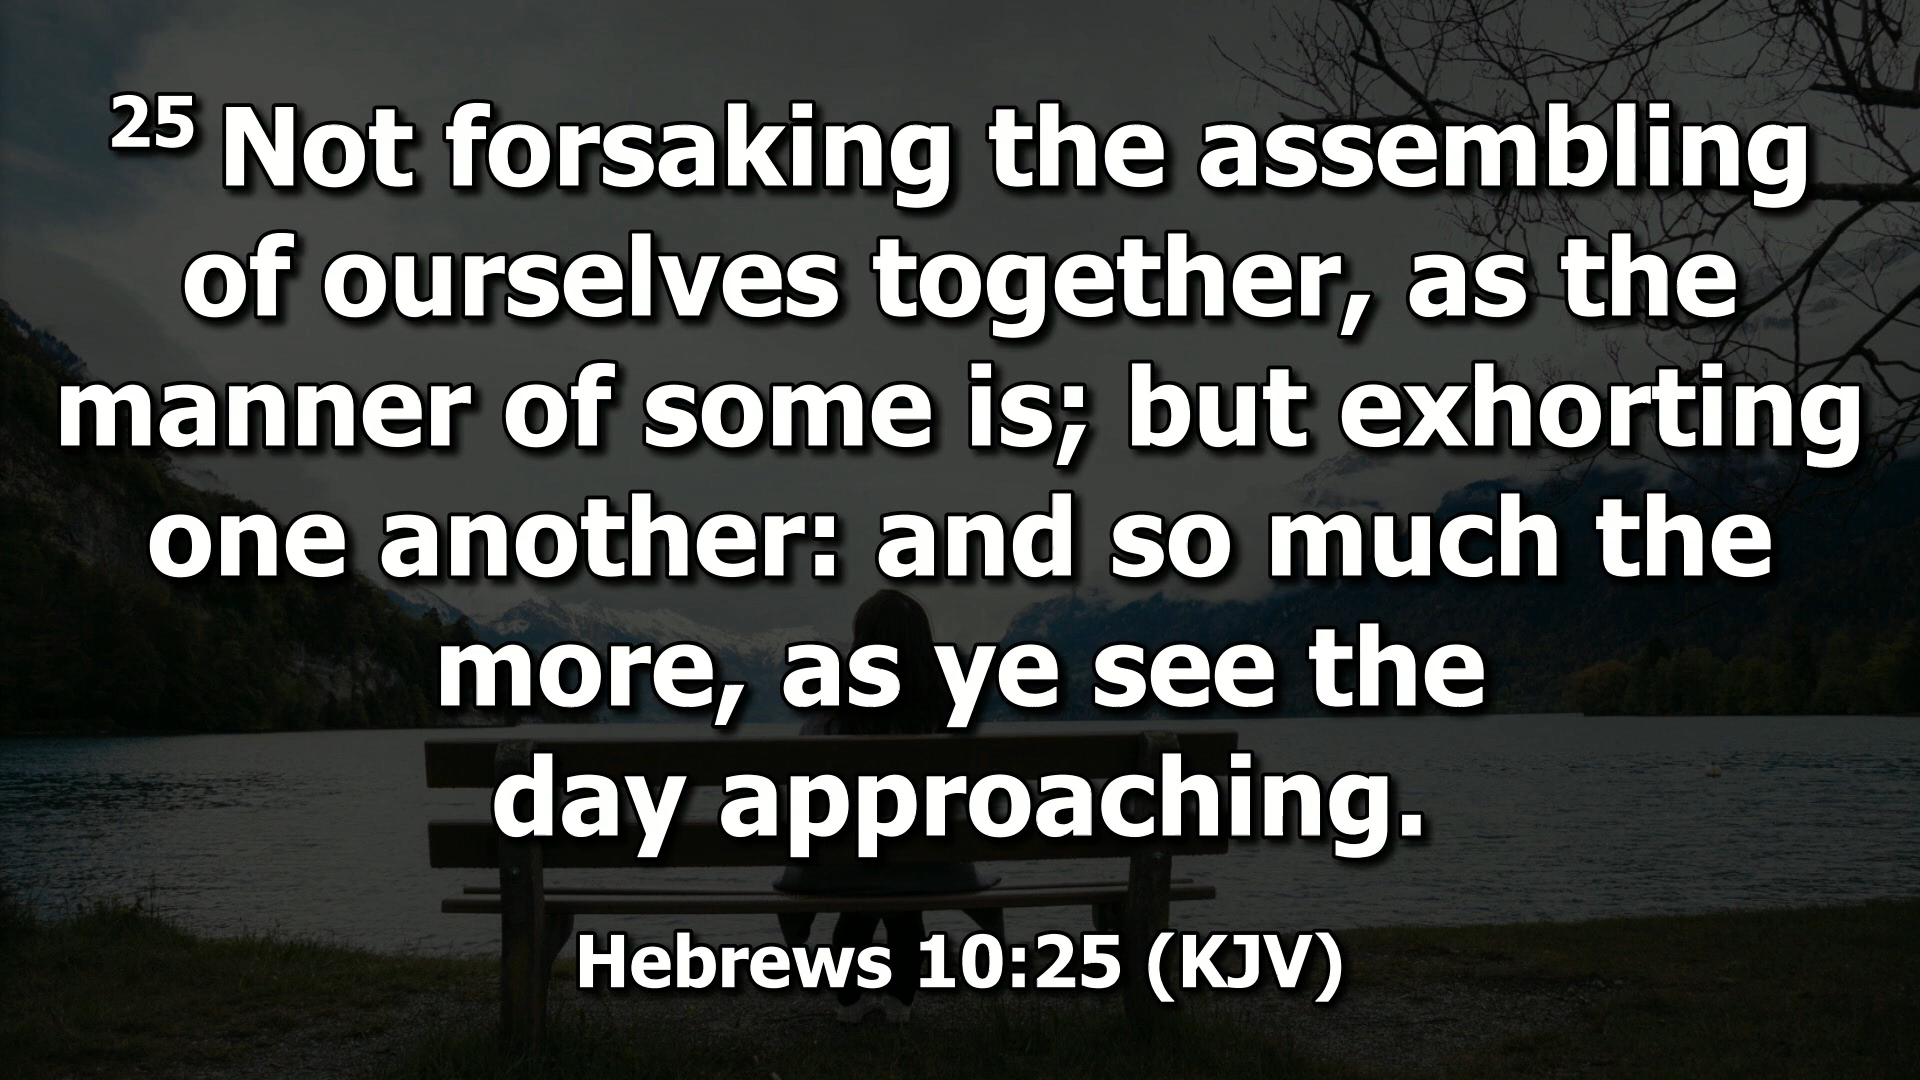 25 Not forsaking the assembling
of ourselves together, as the
manner of some is; but exhorting
one another: and so much the
more, as ye see the
day approaching.
Hebrews 10:25 (KJV)